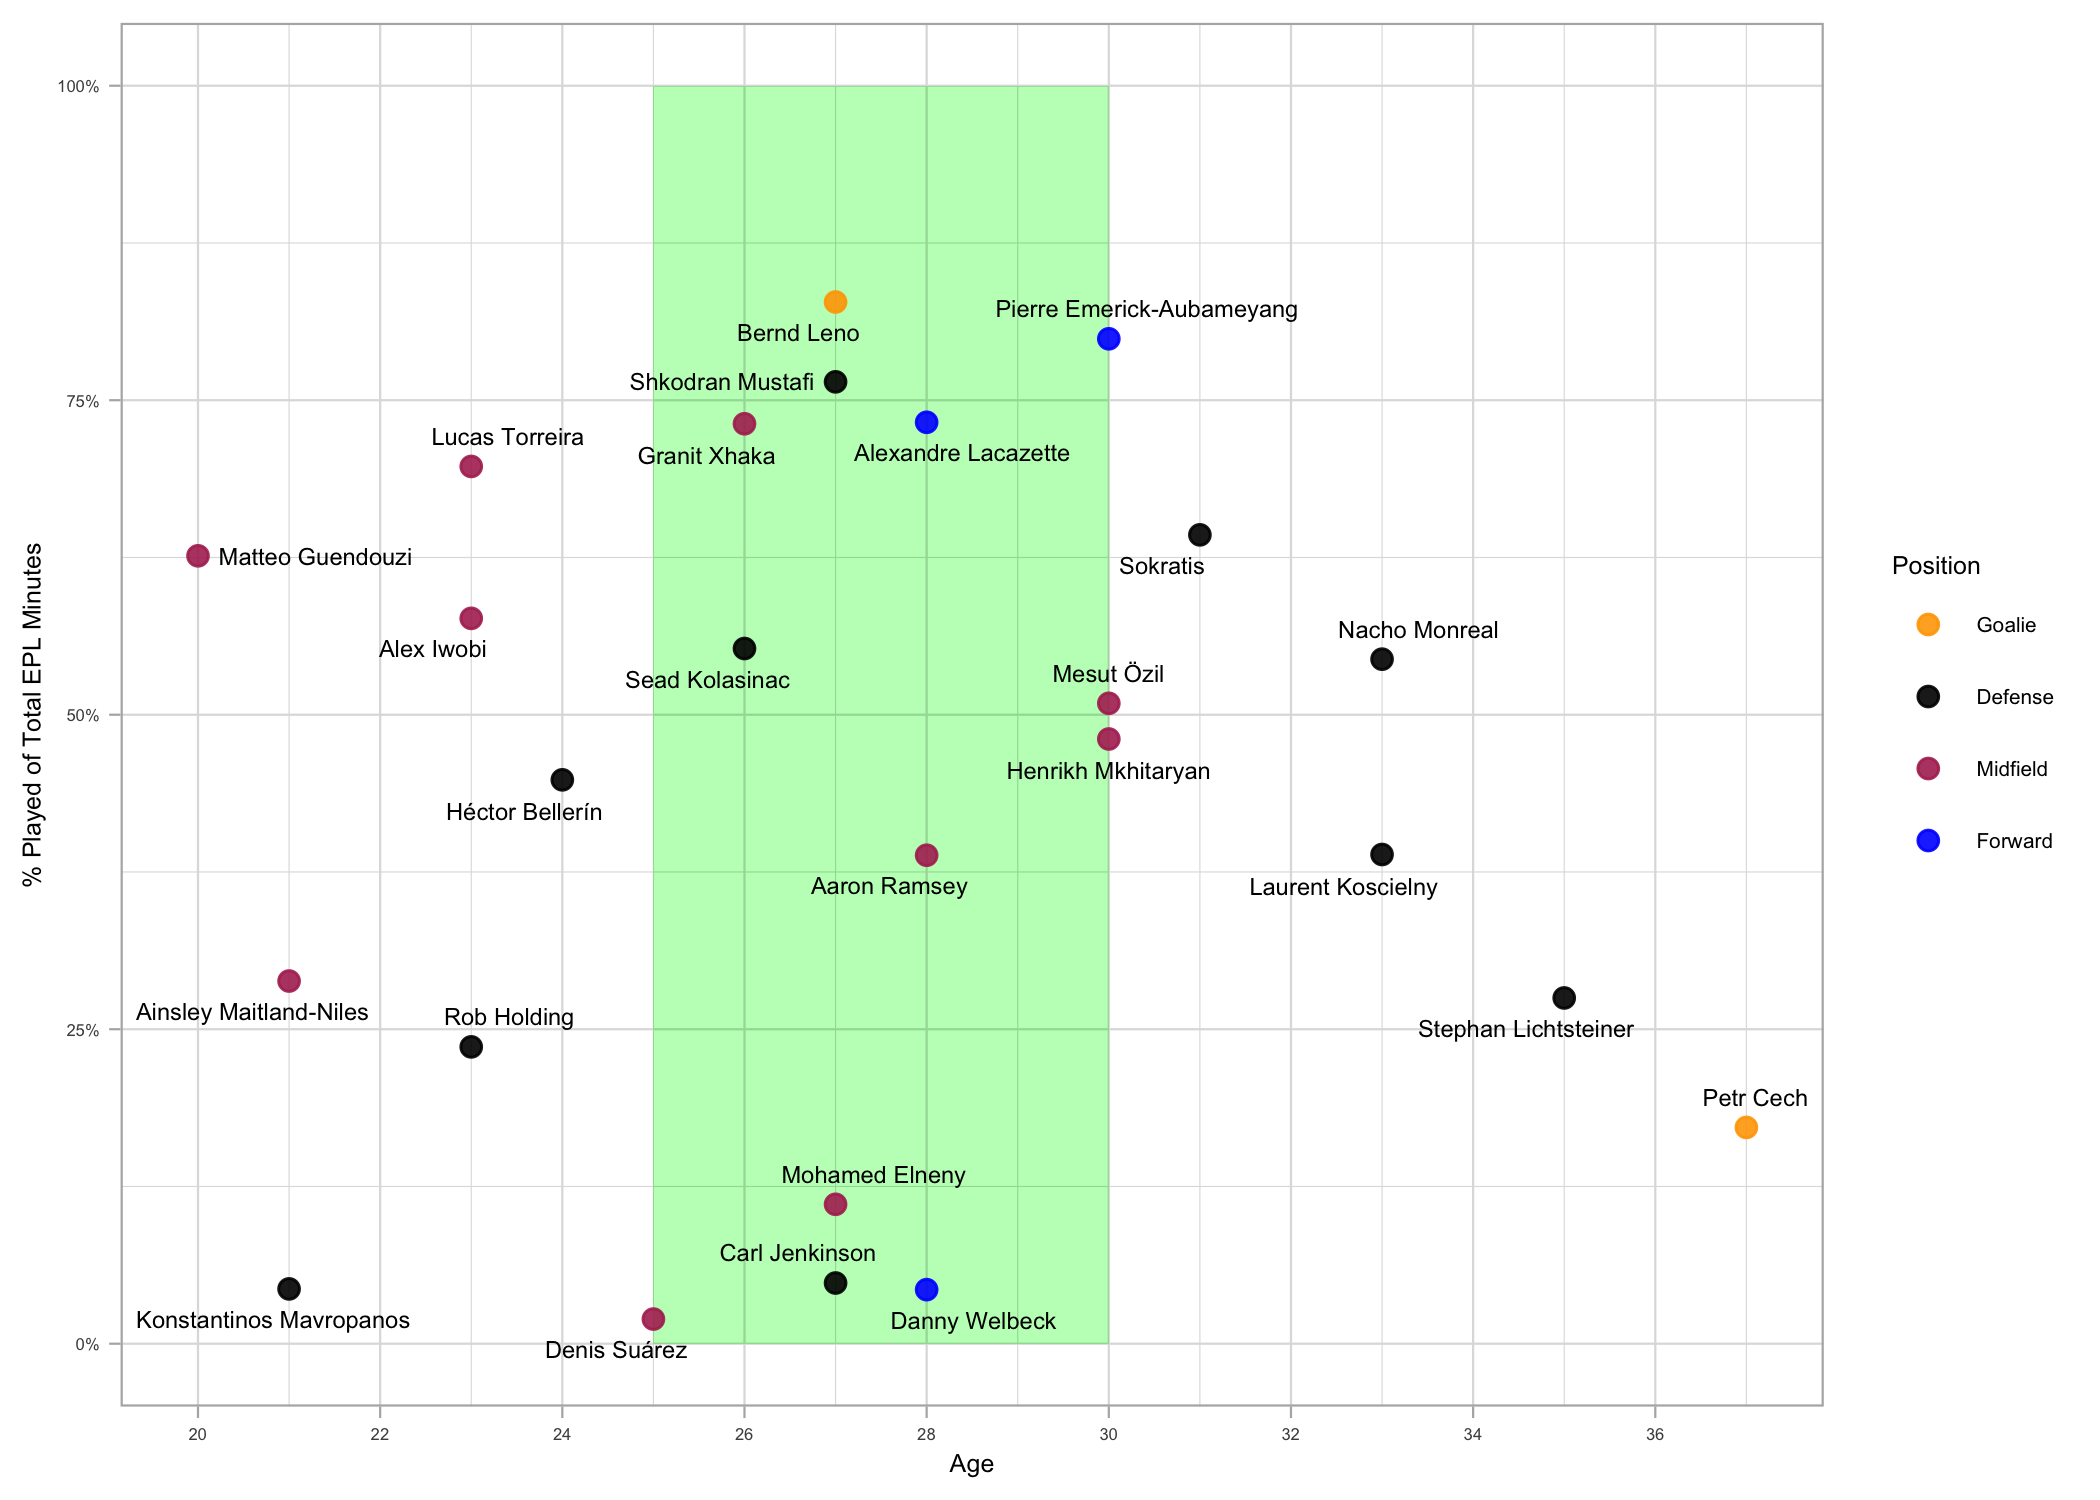 100%
Pierre Emerick-Aubameyang
Bernd Leno
Shkodran Mustafi
75%
Lucas Torreira
Granit Xhaka
Alexandre Lacazette
Matteo Guendouzi
Sokratis
Alex Iwobi
Nacho Monreal
Sead Kolasinac
Mesut Özil
50%
Henrikh Mkhitaryan
Héctor Bellerín
Aaron Ramsey
Laurent Koscielny
Ainsley Maitland-Niles
Rob Holding
25%
Stephan Lichtsteiner
Petr Cech
Mohamed Elneny
Carl Jenkinson
Konstantinos Mavropanos
Danny Welbeck
0%
Denis Suárez
20 22 24 26 28 30 32 34 36
Age
% Played of Total EPL Minutes
Position
Goalie
Defense
Midfield
Forward